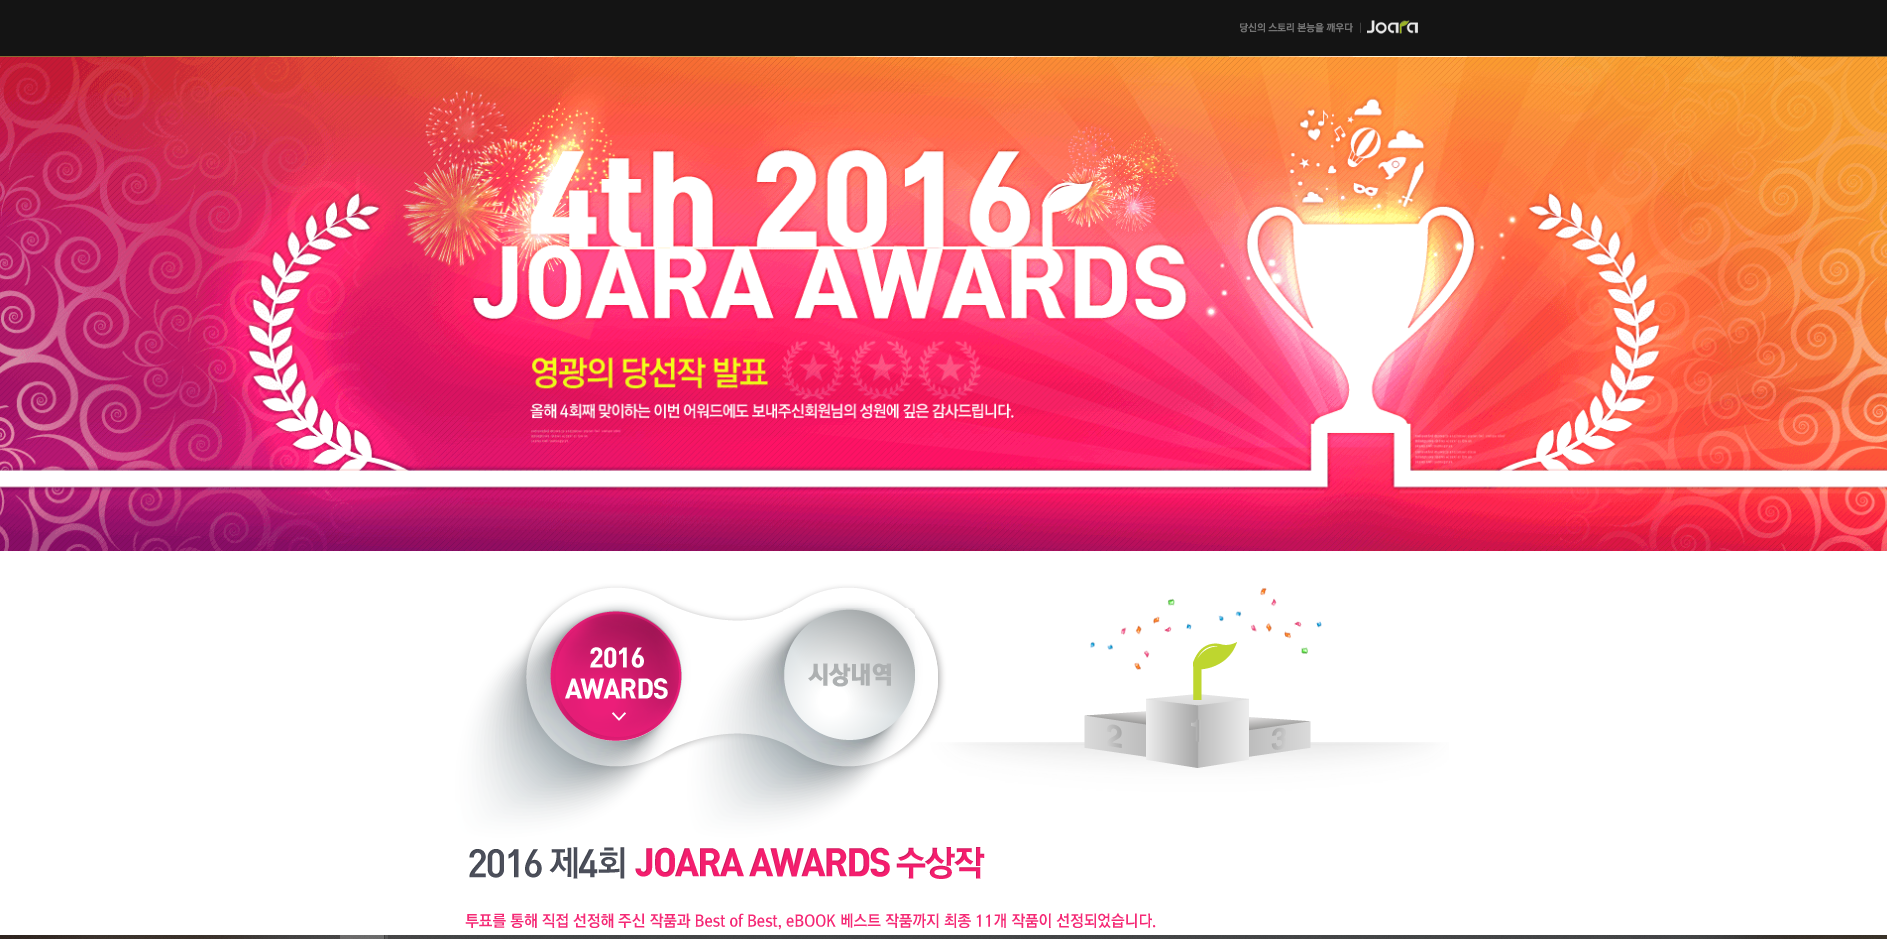 당신의 스토리 본능을 깨우다 | Joara
4th 2016
JOARA AWARDS
영광의 당선작 발표
올해 4회째 맞이하는 이번 어워드에도 보내주신회원님의 성원에 깊은 감사드립니다.
2016
AWARDS
시상내역
2 1 3
2016 제4회 JOARA AWARDS 수상작
투표를 통해 직접 선정해 주신 작품과 Best of Best, eBOOK 베스트 작품까지 최종 11개 작품이 선정되었습니다.